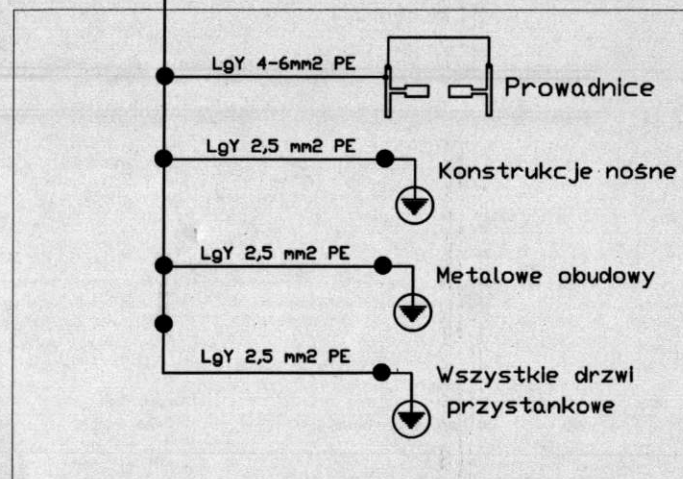 LgY 4-6mm2 PE
Prowadnice
LgY 2,5 mm2 PE
Konstrukcje nośne
LgY 2,5 mm2 PE
Metalowe obudowy
LgY 2,5 mm2 PE
Wszystkie drzwi
przystankowe